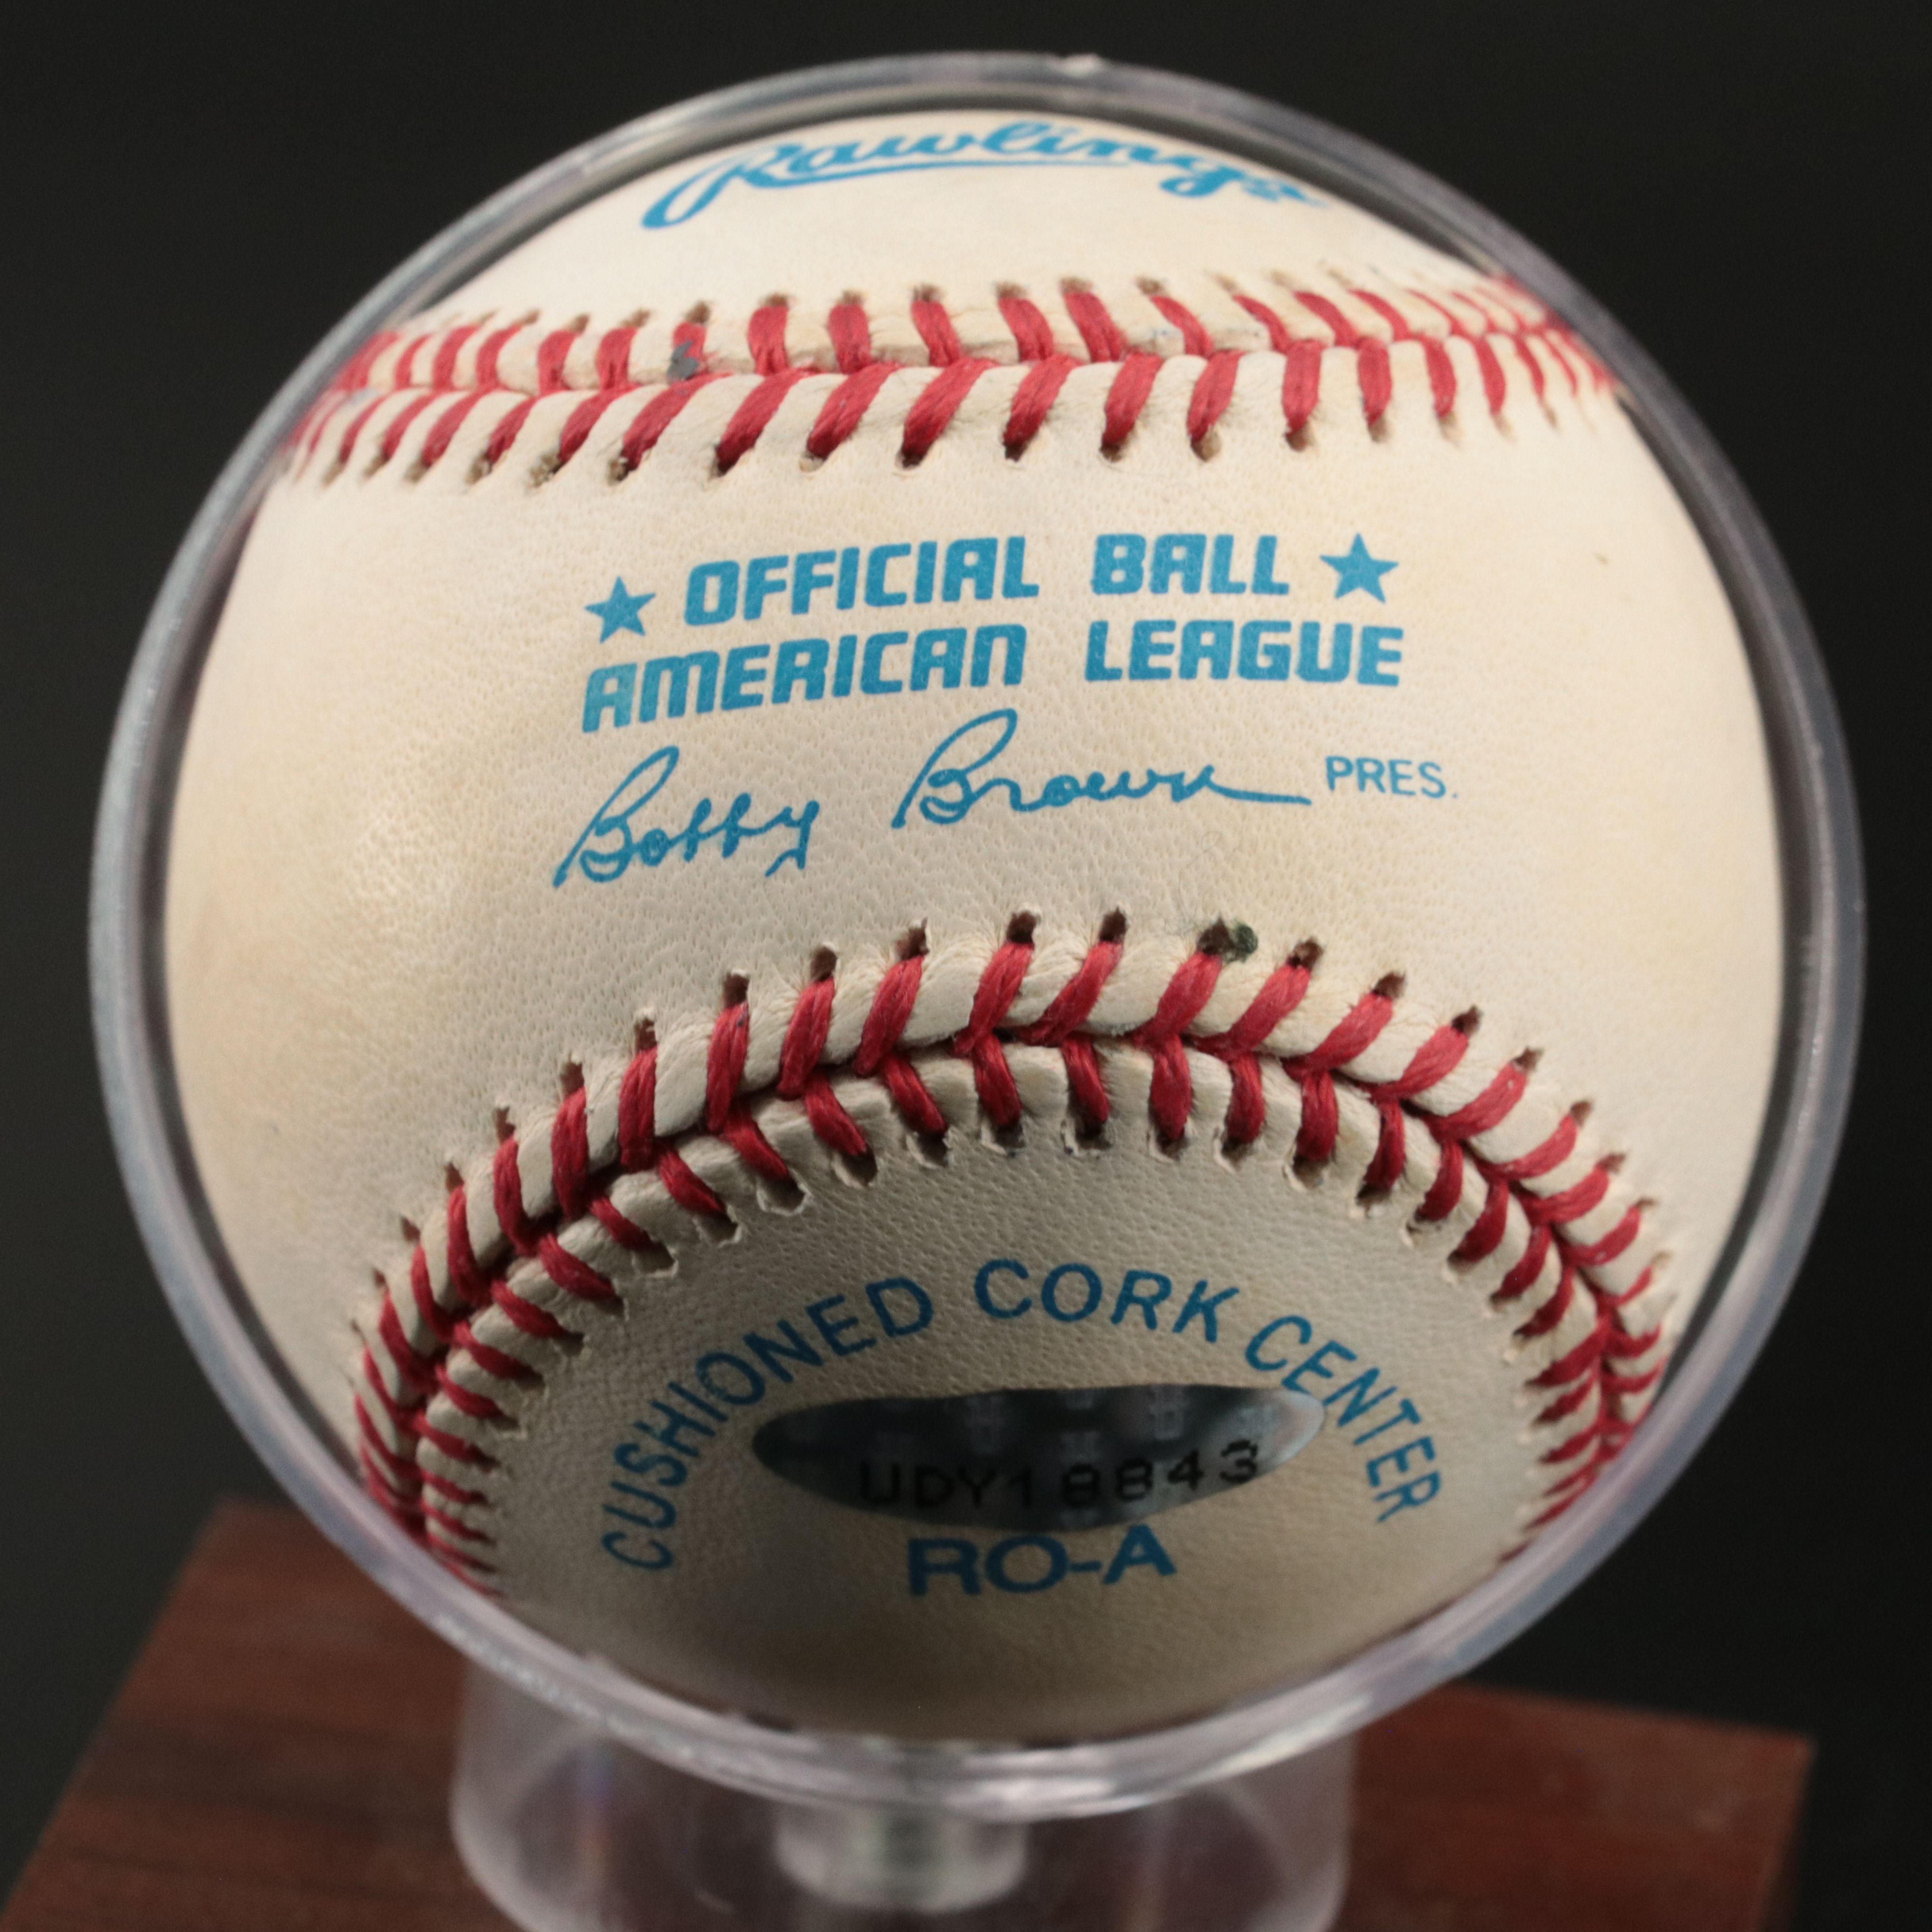 Rawlings
★ OFFICIAL BALL ★
AMERICAN LEAGUE
Bobby Brown PRES.
CUSHIONED CORK CENTER
UDY18843
RO-A